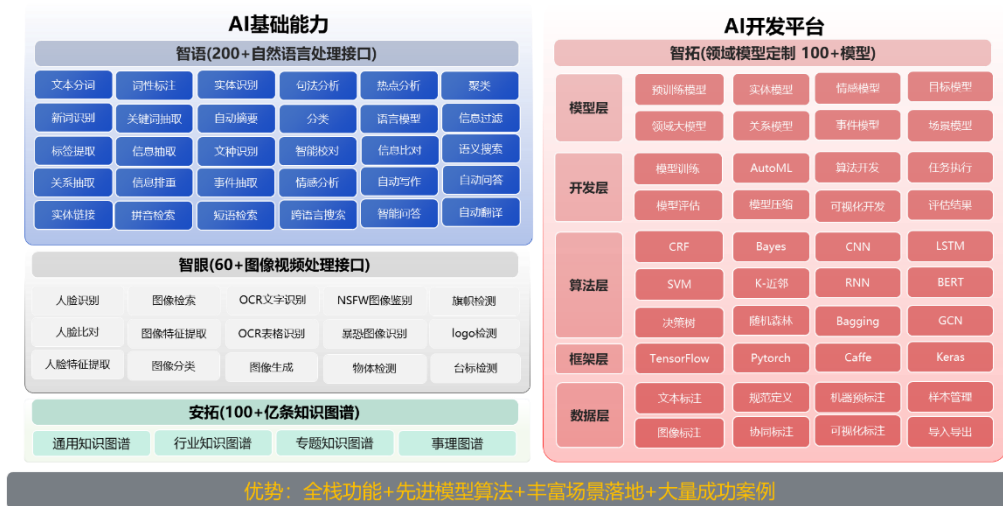 AI基础能力
智语(200+自然语言处理接口)
文本分词 词性标注 实体识别 句法分析 热点分析 聚类
新词识别 关键词抽取 自动摘要 分类 语言模型 信息过滤
标签提取 信息抽取 文种识别 智能校对 信息比对 语义搜索
关系抽取 信息排重 事件抽取 情感分析 自动写作 自动问答
实体链接 拼音检索 短语检索 跨语言搜索 智能问答 自动翻译
智眼(60+图像视频处理接口)
人脸识别 图像检索 OCR文字识别 NSFW图像鉴别 旗帜检测
人脸比对 图像特征提取 OCR表格识别 暴恐图像识别 logo检测
人脸特征提取 图像分类 图像生成 物体检测 台标检测
安拓(100+亿条知识图谱)
通用知识图谱 行业知识图谱 专题知识图谱 事理图谱
AI开发平台
智拓(领域模型定制 100+模型)
模型层
预训练模型 实体模型 情感模型 目标模型
领域大模型 关系模型 事件模型 场景模型
开发层
模型训练 AutoML 算法开发 任务执行
模型评估 模型压缩 可视化开发 评估结果
算法层
CRF Bayes CNN LSTM
SVM K-近邻 RNN BERT
决策树 随机森林 Bagging GCN
框架层
TensorFlow Pytorch Caffe Keras
数据层
文本标注 规范定义 机器预标注 样本管理
图像标注 协同标注 可视化标注 导入导出
优势：全栈功能+先进模型算法+丰富场景落地+大量成功案例